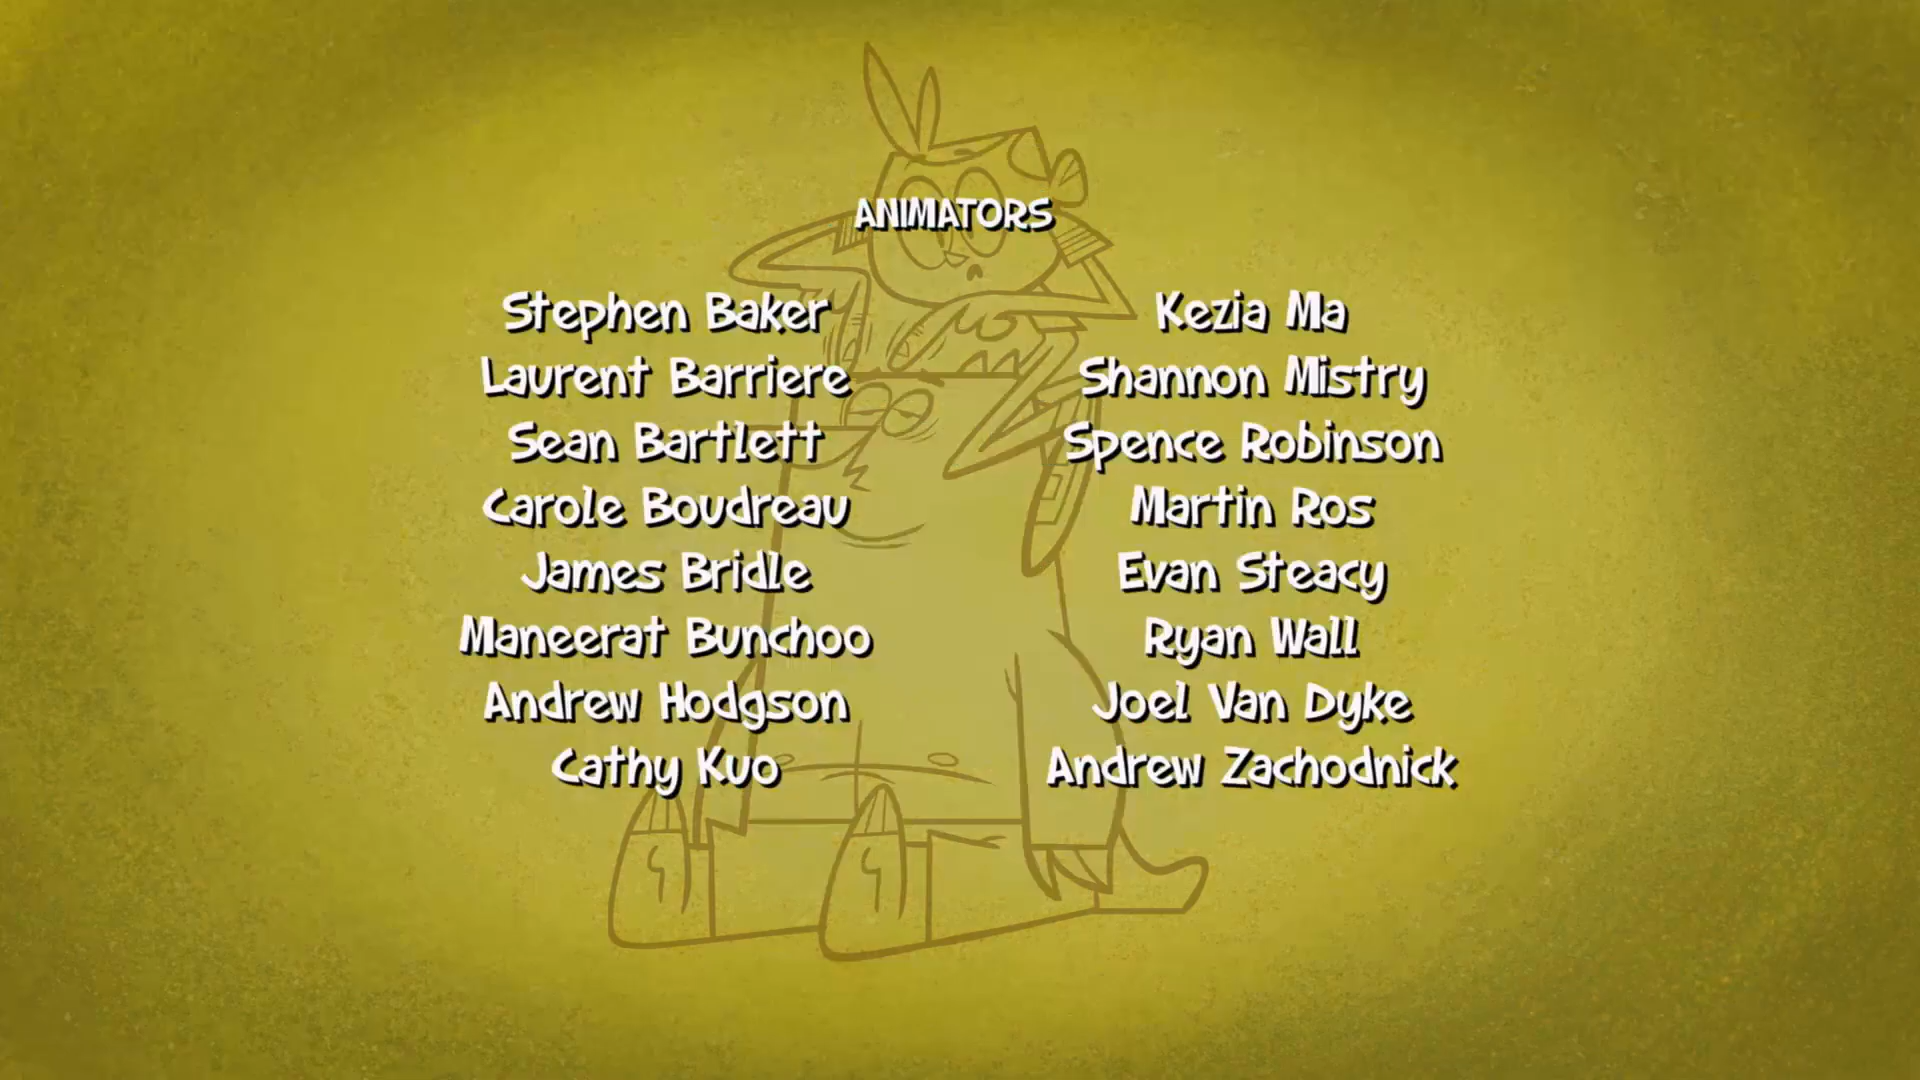 ANIMATORS
Stephen Baker
Laurent Barriere
Sean Bartlett
Carole Boudreau
James Bridle
Maneerat Bunchoo
Andrew Hodgson
Cathy Kuo
Kezia Ma
Shannon Mistry
Spence Robinson
Martin Ros
Evan Steacy
Ryan Wall
Joel Van Dyke
Andrew Zachodnick